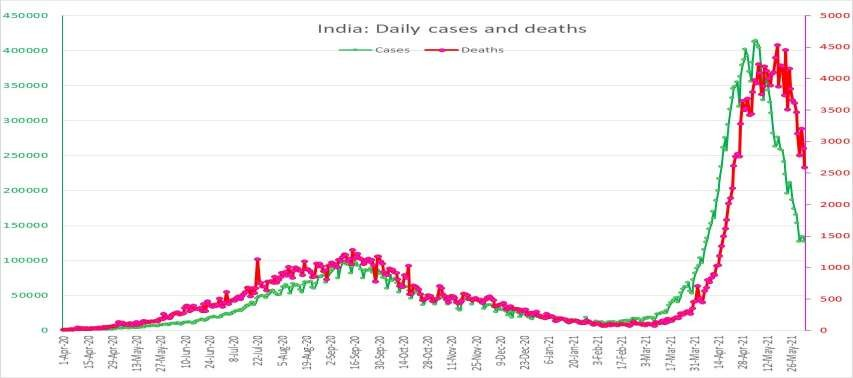 India: Daily cases and deaths
Cases Deaths
450000
400000
350000
300000
250000
200000
150000
100000
50000
0
5000
4500
4000
3500
3000
2500
2000
1500
1000
500
0
1-Apr-20
15-Apr-20
29-Apr-20
13-May-20
27-May-20
10-Jun-20
24-Jun-20
8-Jul-20
22-Jul-20
5-Aug-20
19-Aug-20
2-Sep-20
16-Sep-20
30-Sep-20
14-Oct-20
28-Oct-20
11-Nov-20
25-Nov-20
9-Dec-20
23-Dec-20
6-Jan-21
20-Jan-21
3-Feb-21
17-Feb-21
3-Mar-21
17-Mar-21
31-Mar-21
14-Apr-21
28-Apr-21
12-May-21
26-May-21